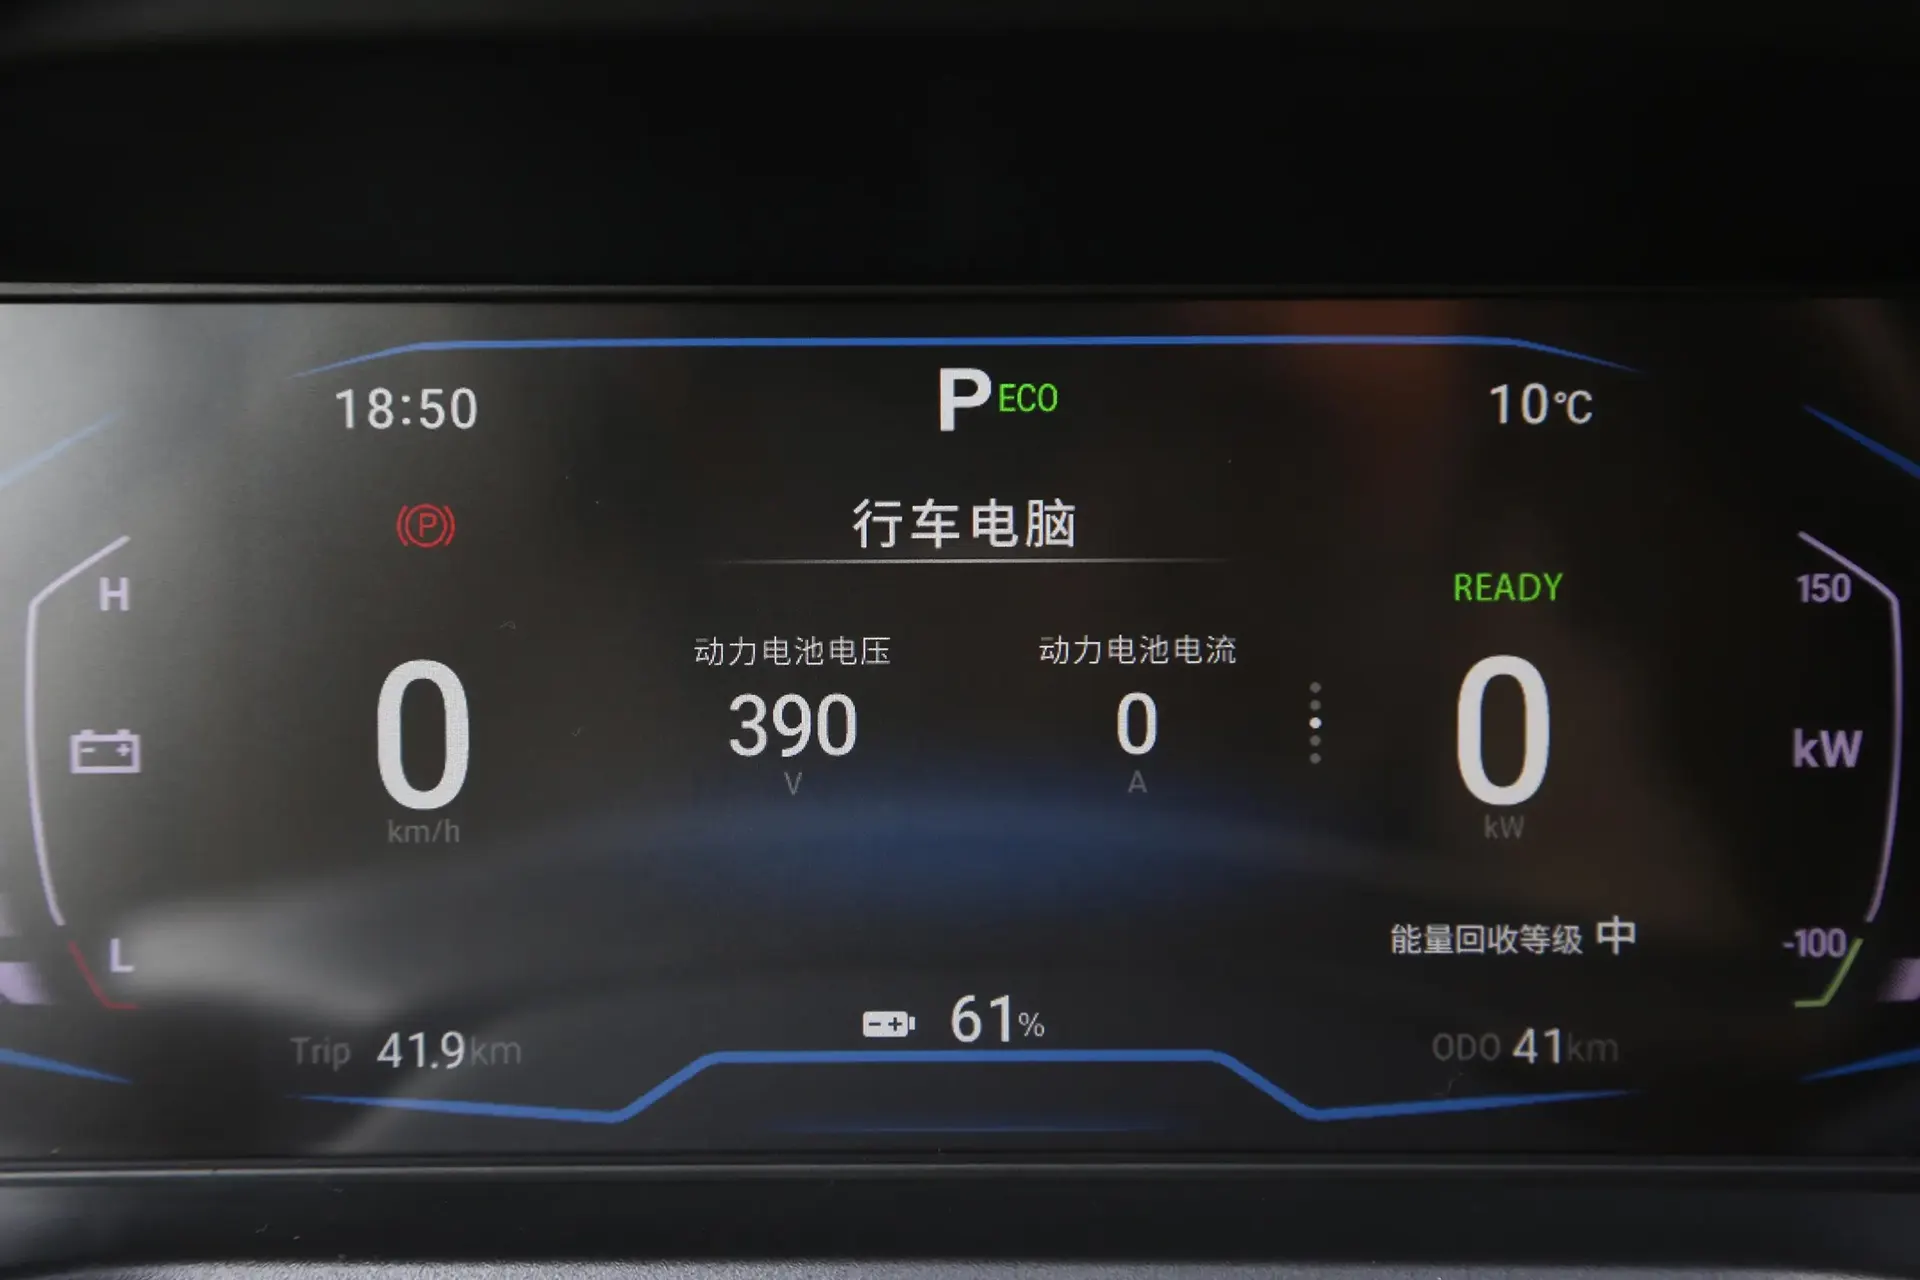 18:50
P ECO
10℃
P
行车电脑
H
READY
150
动力电池电压
动力电池电流
0
390
0
0
kW
km/h
V
A
kW
能量回收等级 中
L
-100
61%
Trip 41.9km
ODO 41km